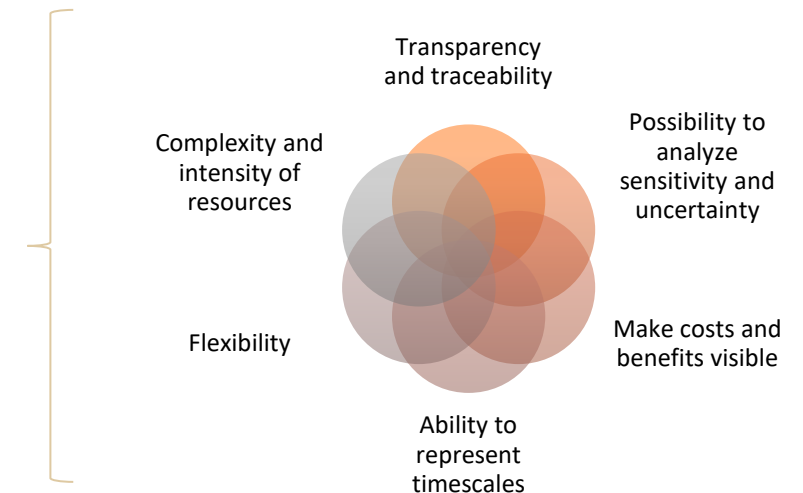 Transparency
and traceability
Possibility to
analyze
sensitivity and
uncertainty
Make costs and
benefits visible
Ability to
represent
timescales
Flexibility
Complexity and
intensity of
resources